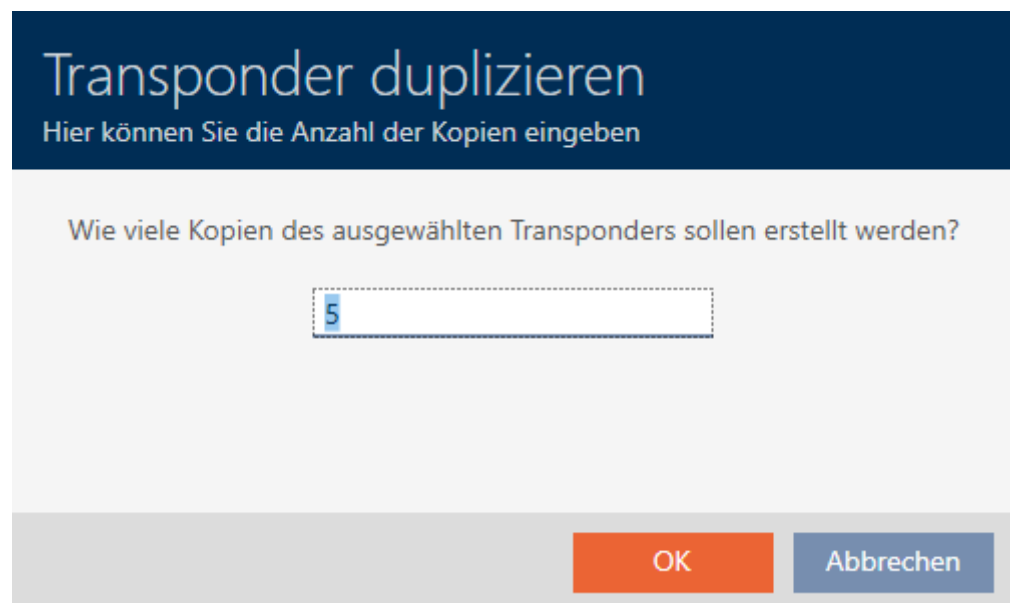 Transponder duplizieren
Hier können Sie die Anzahl der Kopien eingeben
Wie viele Kopien des ausgewählten Transponders sollen erstellt werden?
5
OK
Abbrechen